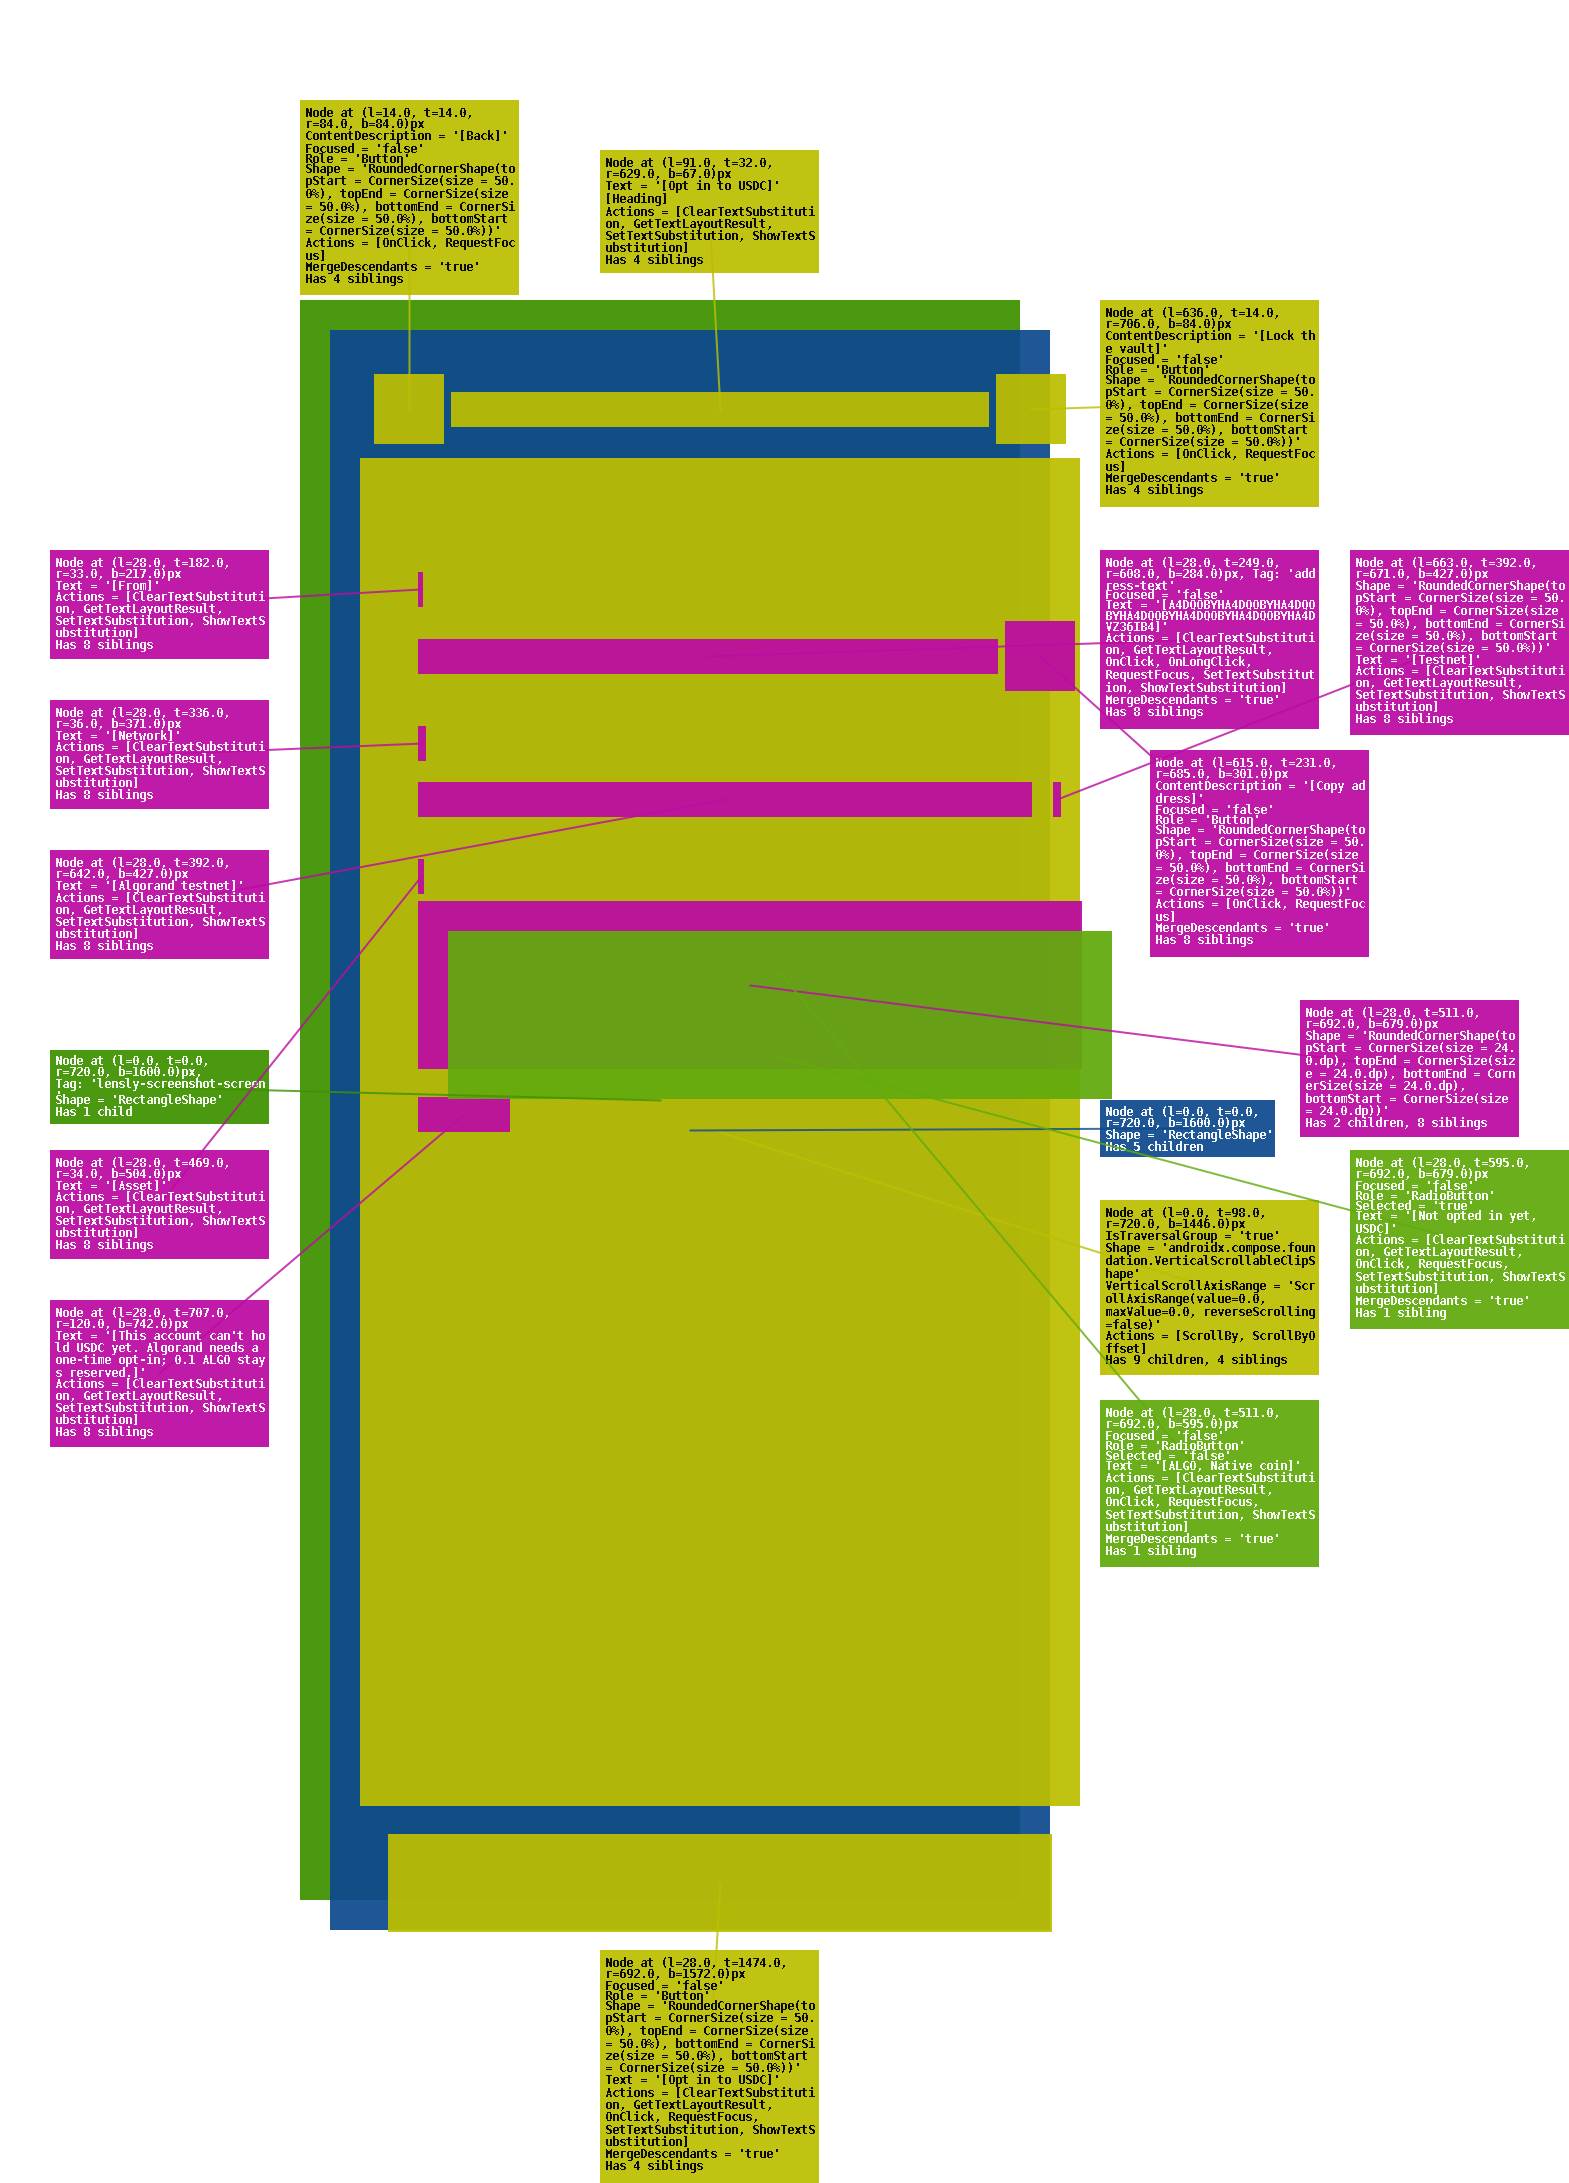 Node at (l=14.0, t=14.0,
r=84.0, b=84.0)px
ContentDescription = '[Back]'
Focused = 'false'
Role = 'Button'
Shape = 'RoundedCornerShape(to
pStart = CornerSize(size = 50.
0%), topEnd = CornerSize(size
= 50.0%), bottomEnd = CornerSi
ze(size = 50.0%), bottomStart
= CornerSize(size = 50.0%))'
Actions = [OnClick, RequestFoc
us]
MergeDescendants = 'true'
Has 4 siblings
Node at (l=91.0, t=32.0,
r=629.0, b=67.0)px
Text = '[Opt in to USDC]'
[Heading]
Actions = [ClearTextSubstituti
on, GetTextLayoutResult,
SetTextSubstitution, ShowTextS
ubstitution]
Has 4 siblings
Node at (l=636.0, t=14.0,
r=706.0, b=84.0)px
ContentDescription = '[Lock th
e vault]'
Focused = 'false'
Role = 'Button'
Shape = 'RoundedCornerShape(to
pStart = CornerSize(size = 50.
0%), topEnd = CornerSize(size
= 50.0%), bottomEnd = CornerSi
ze(size = 50.0%), bottomStart
= CornerSize(size = 50.0%))'
Actions = [OnClick, RequestFoc
us]
MergeDescendants = 'true'
Has 4 siblings
Node at (l=28.0, t=182.0,
r=33.0, b=217.0)px
Text = '[From]'
Actions = [ClearTextSubstituti
on, GetTextLayoutResult,
SetTextSubstitution, ShowTextS
ubstitution]
Has 8 siblings
Node at (l=28.0, t=249.0,
r=608.0, b=284.0)px, Tag: 'add
ress-text'
Focused = 'false'
Text = '[A4DQOBYHA4DQOBYHA4DQO
BYHA4DQOBYHA4DQOBYHA4DQOBYHA4D
VZ36IB4]'
Actions = [ClearTextSubstituti
on, GetTextLayoutResult,
OnClick, OnLongClick,
RequestFocus, SetTextSubstitut
ion, ShowTextSubstitution]
MergeDescendants = 'true'
Has 8 siblings
Node at (l=663.0, t=392.0,
r=671.0, b=427.0)px
Shape = 'RoundedCornerShape(to
pStart = CornerSize(size = 50.
0%), topEnd = CornerSize(size
= 50.0%), bottomEnd = CornerSi
ze(size = 50.0%), bottomStart
= CornerSize(size = 50.0%))'
Text = '[Testnet]'
Actions = [ClearTextSubstituti
on, GetTextLayoutResult,
SetTextSubstitution, ShowTextS
ubstitution]
Has 8 siblings
Node at (l=28.0, t=336.0,
r=36.0, b=371.0)px
Text = '[Network]'
Actions = [ClearTextSubstituti
on, GetTextLayoutResult,
SetTextSubstitution, ShowTextS
ubstitution]
Has 8 siblings
Node at (l=615.0, t=231.0,
r=685.0, b=301.0)px
ContentDescription = '[Copy ad
dress]'
Focused = 'false'
Role = 'Button'
Shape = 'RoundedCornerShape(to
pStart = CornerSize(size = 50.
0%), topEnd = CornerSize(size
= 50.0%), bottomEnd = CornerSi
ze(size = 50.0%), bottomStart
= CornerSize(size = 50.0%))'
Actions = [OnClick, RequestFoc
us]
MergeDescendants = 'true'
Has 8 siblings
Node at (l=28.0, t=392.0,
r=642.0, b=427.0)px
Text = '[Algorand testnet]'
Actions = [ClearTextSubstituti
on, GetTextLayoutResult,
SetTextSubstitution, ShowTextS
ubstitution]
Has 8 siblings
Node at (l=28.0, t=511.0,
r=692.0, b=679.0)px
Shape = 'RoundedCornerShape(to
pStart = CornerSize(size = 24.
0.dp), topEnd = CornerSize(siz
e = 24.0.dp), bottomEnd = Corn
erSize(size = 24.0.dp),
bottomStart = CornerSize(size
= 24.0.dp))'
Has 2 children, 8 siblings
Node at (l=0.0, t=0.0,
r=720.0, b=1600.0)px,
Tag: 'lensly-screenshot-screen
'
Shape = 'RectangleShape'
Has 1 child
Node at (l=0.0, t=0.0,
r=720.0, b=1600.0)px
Shape = 'RectangleShape'
Has 5 children
Node at (l=28.0, t=469.0,
r=34.0, b=504.0)px
Text = '[Asset]'
Actions = [ClearTextSubstituti
on, GetTextLayoutResult,
SetTextSubstitution, ShowTextS
ubstitution]
Has 8 siblings
Node at (l=28.0, t=595.0,
r=692.0, b=679.0)px
Focused = 'false'
Role = 'RadioButton'
Selected = 'true'
Text = '[Not opted in yet,
USDC]'
Actions = [ClearTextSubstituti
on, GetTextLayoutResult,
OnClick, RequestFocus,
SetTextSubstitution, ShowTextS
ubstitution]
MergeDescendants = 'true'
Has 1 sibling
Node at (l=0.0, t=98.0,
r=720.0, b=1446.0)px
IsTraversalGroup = 'true'
Shape = 'androidx.compose.foun
dation.VerticalScrollableClipS
hape'
VerticalScrollAxisRange = 'Scr
ollAxisRange(value=0.0,
maxValue=0.0, reverseScrolling
=false)'
Actions = [ScrollBy, ScrollByO
ffset]
Has 9 children, 4 siblings
Node at (l=28.0, t=707.0,
r=120.0, b=742.0)px
Text = '[This account can't ho
ld USDC yet. Algorand needs a
one-time opt-in; 0.1 ALGO stay
s reserved.]'
Actions = [ClearTextSubstituti
on, GetTextLayoutResult,
SetTextSubstitution, ShowTextS
ubstitution]
Has 8 siblings
Node at (l=28.0, t=511.0,
r=692.0, b=595.0)px
Focused = 'false'
Role = 'RadioButton'
Selected = 'false'
Text = '[ALGO, Native coin]'
Actions = [ClearTextSubstituti
on, GetTextLayoutResult,
OnClick, RequestFocus,
SetTextSubstitution, ShowTextS
ubstitution]
MergeDescendants = 'true'
Has 1 sibling
Node at (l=28.0, t=1474.0,
r=692.0, b=1572.0)px
Focused = 'false'
Role = 'Button'
Shape = 'RoundedCornerShape(to
pStart = CornerSize(size = 50.
0%), topEnd = CornerSize(size
= 50.0%), bottomEnd = CornerSi
ze(size = 50.0%), bottomStart
= CornerSize(size = 50.0%))'
Text = '[Opt in to USDC]'
Actions = [ClearTextSubstituti
on, GetTextLayoutResult,
OnClick, RequestFocus,
SetTextSubstitution, ShowTextS
ubstitution]
MergeDescendants = 'true'
Has 4 siblings